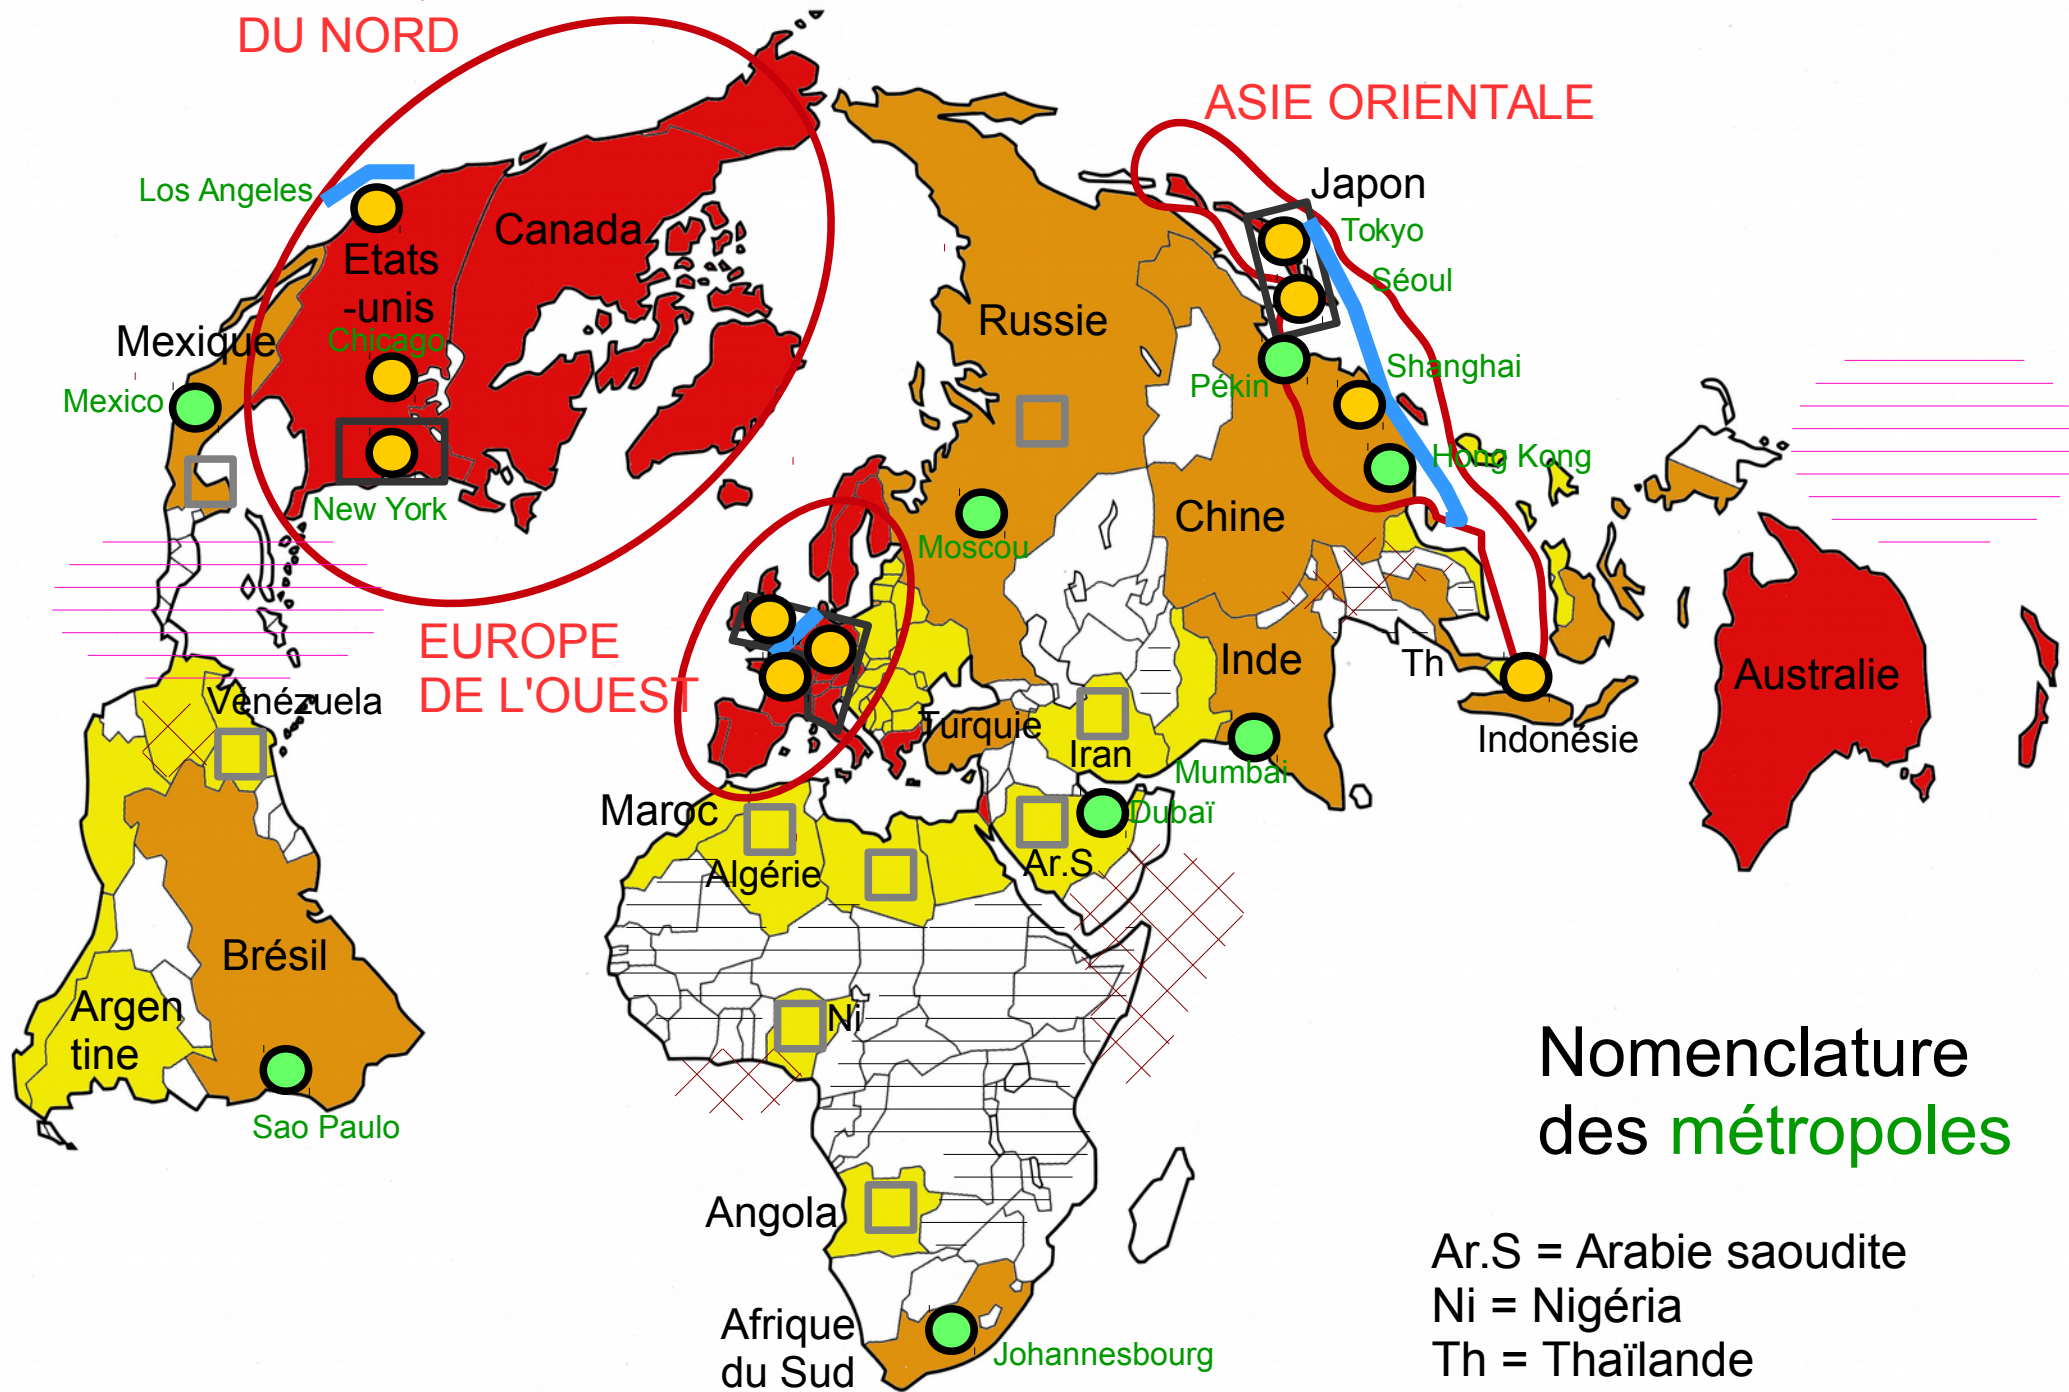 DU NORD
ASIE ORIENTALE
Japon
Los Angeles
Canada
Tokyo
Etats
-unis
Séoul
Russie
Mexique
Chicago
Shanghai
Pékin
Mexico
Hong Kong
New York
Chine
Moscou
EUROPE
DE L'OUEST
Inde
Th
Australie
Vénézuela
Turquie
Iran
Indonésie
Mumbai
Maroc
Dubaï
Algérie
Ar.S
Brésil
Argen
tine
Ni
Nomenclature
des métropoles
Sao Paulo
Angola
Ar.S = Arabie saoudite
Ni = Nigéria
Afrique
du Sud
Johannesbourg
Th = Thaïlande